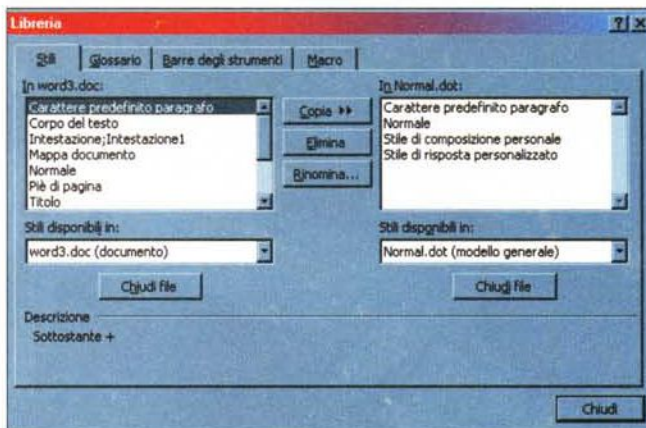 Libreria
Stili
Glossario
Barre degli strumenti
Macro
In word3.doc:
Carattere predefinito paragrafo
Corpo del testo
Intestazione;Intestazione1
Mappa documento
Normale
Piè di pagina
Titolo
Copia
Elimina
Rinomina...
In Normal.dot:
Carattere predefinito paragrafo
Normale
Stile di composizione personale
Stile di risposta personalizzato
Stili disponibili in:
word3.doc (documento)
Chiudi file
Stili disponibili in:
Normal.dot (modello generale)
Chiudi file
Descrizione
Sottostante +
Chiudi